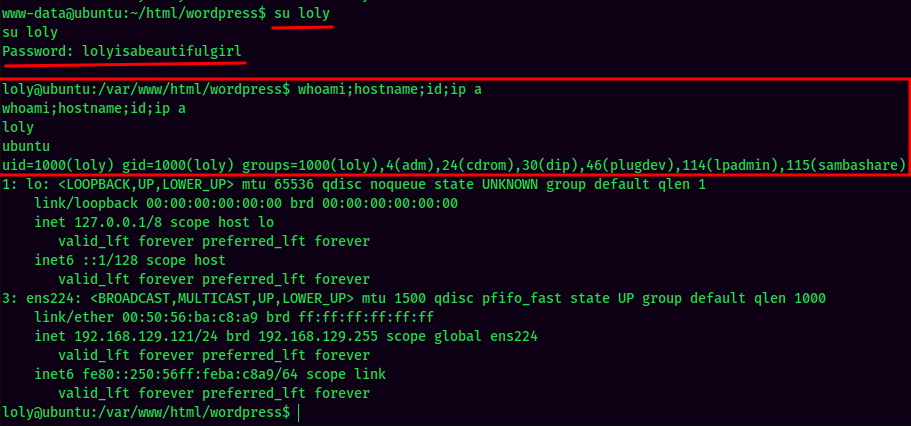 www-data@ubuntu:~/html/wordpress$ su loly
su loly
Password: lolyisabeautifulgirl
loly@ubuntu:/var/www/html/wordpress$ whoami;hostname;id;ip a
whoami;hostname;id;ip a
loly
ubuntu
uid=1000(loly) gid=1000(loly) groups=1000(loly),4(adm),24(cdrom),30(dip),46(plugdev),114(lpadmin),115(sambashare)
1: lo: <LOOPBACK,UP,LOWER_UP> mtu 65536 qdisc noqueue state UNKNOWN group default qlen 1
    link/loopback 00:00:00:00:00:00 brd 00:00:00:00:00:00
    inet 127.0.0.1/8 scope host lo
       valid_lft forever preferred_lft forever
    inet6 ::1/128 scope host
       valid_lft forever preferred_lft forever
3: ens224: <BROADCAST,MULTICAST,UP,LOWER_UP> mtu 1500 qdisc pfifo_fast state UP group default qlen 1000
    link/ether 00:50:56:ba:c8:a9 brd ff:ff:ff:ff:ff:ff
    inet 192.168.129.121/24 brd 192.168.129.255 scope global ens224
       valid_lft forever preferred_lft forever
    inet6 fe80::250:56ff:feba:c8a9/64 scope link
       valid_lft forever preferred_lft forever
loly@ubuntu:/var/www/html/wordpress$